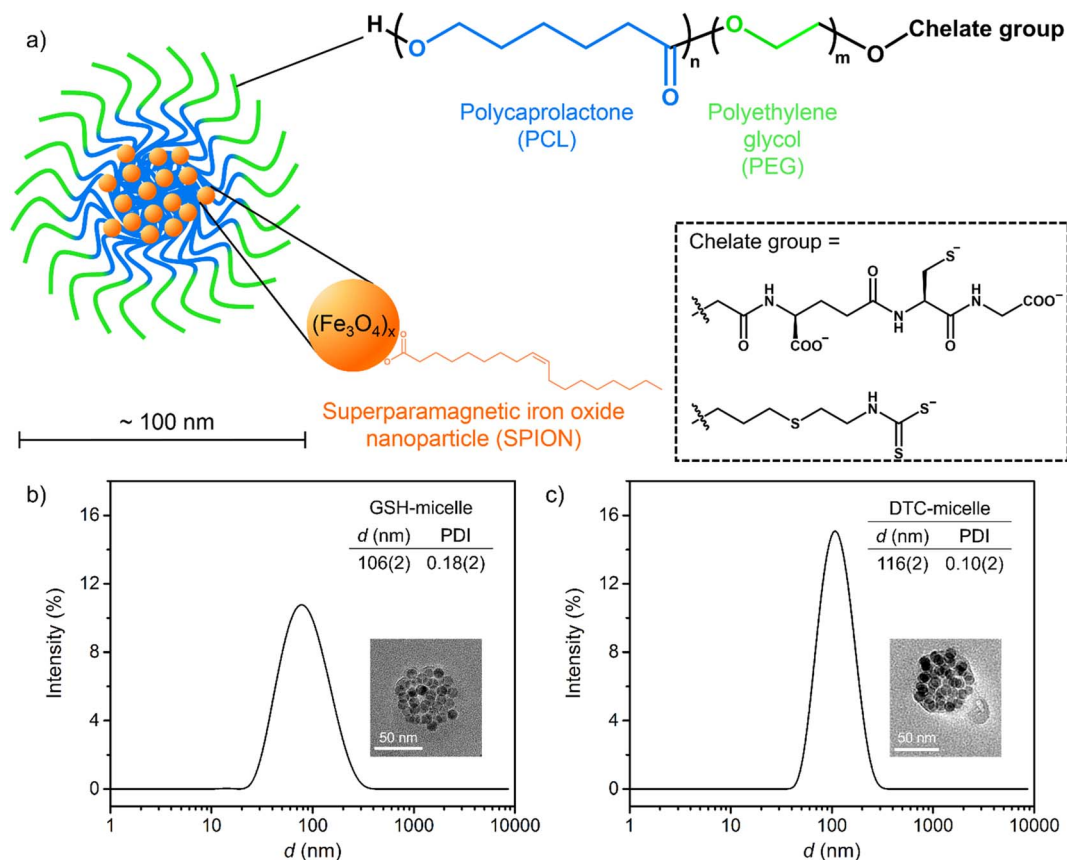 a)
H
O
O
n
O
m
O
Chelate group
Polycaprolactone
(PCL)
Polyethylene
glycol
(PEG)
Chelate group =
O
H
N
COO⁻
O
N
H
S⁻
O
H
N
COO⁻
S
H
N
S⁻
S
(Fe₃O₄)ₓ
O
O
Superparamagnetic iron oxide
nanoparticle (SPION)
~ 100 nm
b)
GSH-micelle
d (nm) PDI
106(2) 0.18(2)
16
12
8
4
0
Intensity (%)
50 nm
1 10 100 1000 10000
d (nm)
c)
DTC-micelle
d (nm) PDI
116(2) 0.10(2)
16
12
8
4
0
Intensity (%)
50 nm
1 10 100 1000 10000
d (nm)